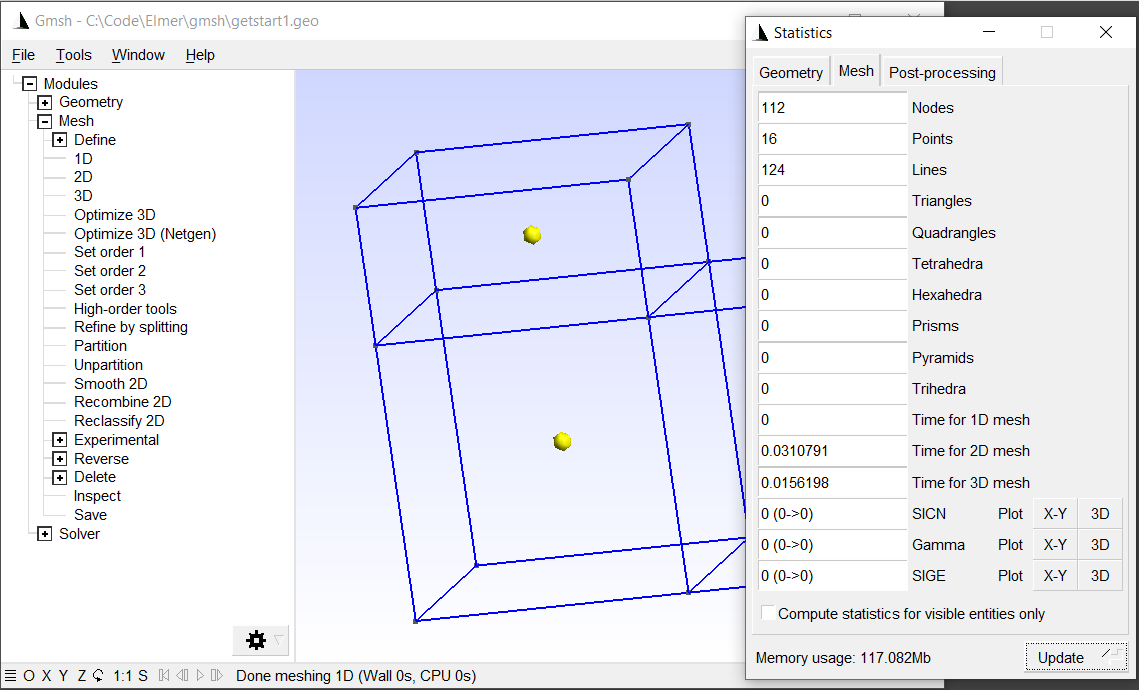 Gmsh - C:\Code\Elmer\gmsh\getstart1.geo
File Tools Window Help
Modules
Geometry
Mesh
Define
1D
2D
3D
Optimize 3D
Optimize 3D (Netgen)
Set order 1
Set order 2
Set order 3
High-order tools
Refine by splitting
Partition
Unpartition
Smooth 2D
Recombine 2D
Reclassify 2D
Experimental
Reverse
Delete
Inspect
Save
Solver
O X Y Z 1:1 S Done meshing 1D (Wall 0s, CPU 0s)
Statistics
Geometry Mesh Post-processing
112 Nodes
16 Points
124 Lines
0 Triangles
0 Quadrangles
0 Tetrahedra
0 Hexahedra
0 Prisms
0 Pyramids
0 Trihedra
0 Time for 1D mesh
0.0310791 Time for 2D mesh
0.0156198 Time for 3D mesh
0 (0->0) SICN Plot X-Y 3D
0 (0->0) Gamma Plot X-Y 3D
0 (0->0) SIGE Plot X-Y 3D
Compute statistics for visible entities only
Memory usage: 117.082Mb Update